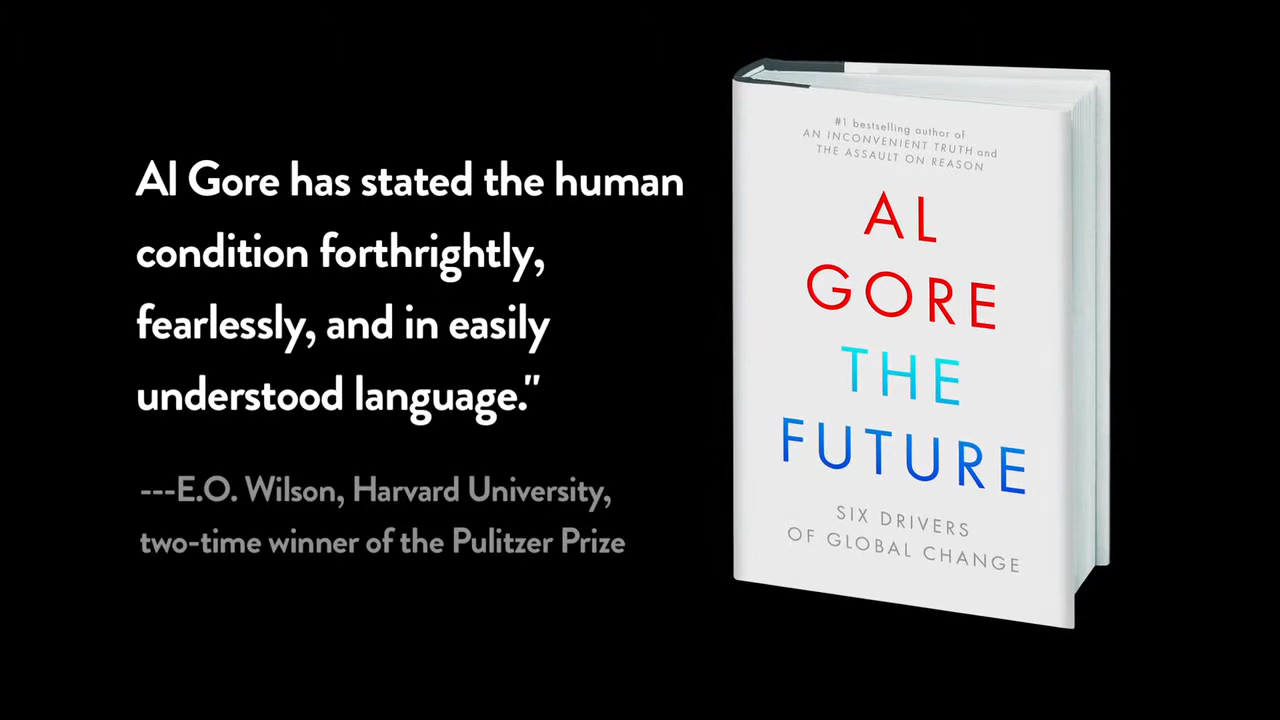 Al Gore has stated the human
condition forthrightly,
fearlessly, and in easily
understood language."
---E.O. Wilson, Harvard University,
two-time winner of the Pulitzer Prize
#1 bestselling author of
AN INCONVENIENT TRUTH and
THE ASSAULT ON REASON
AL
GORE
THE
FUTURE
SIX DRIVERS
OF GLOBAL CHANGE